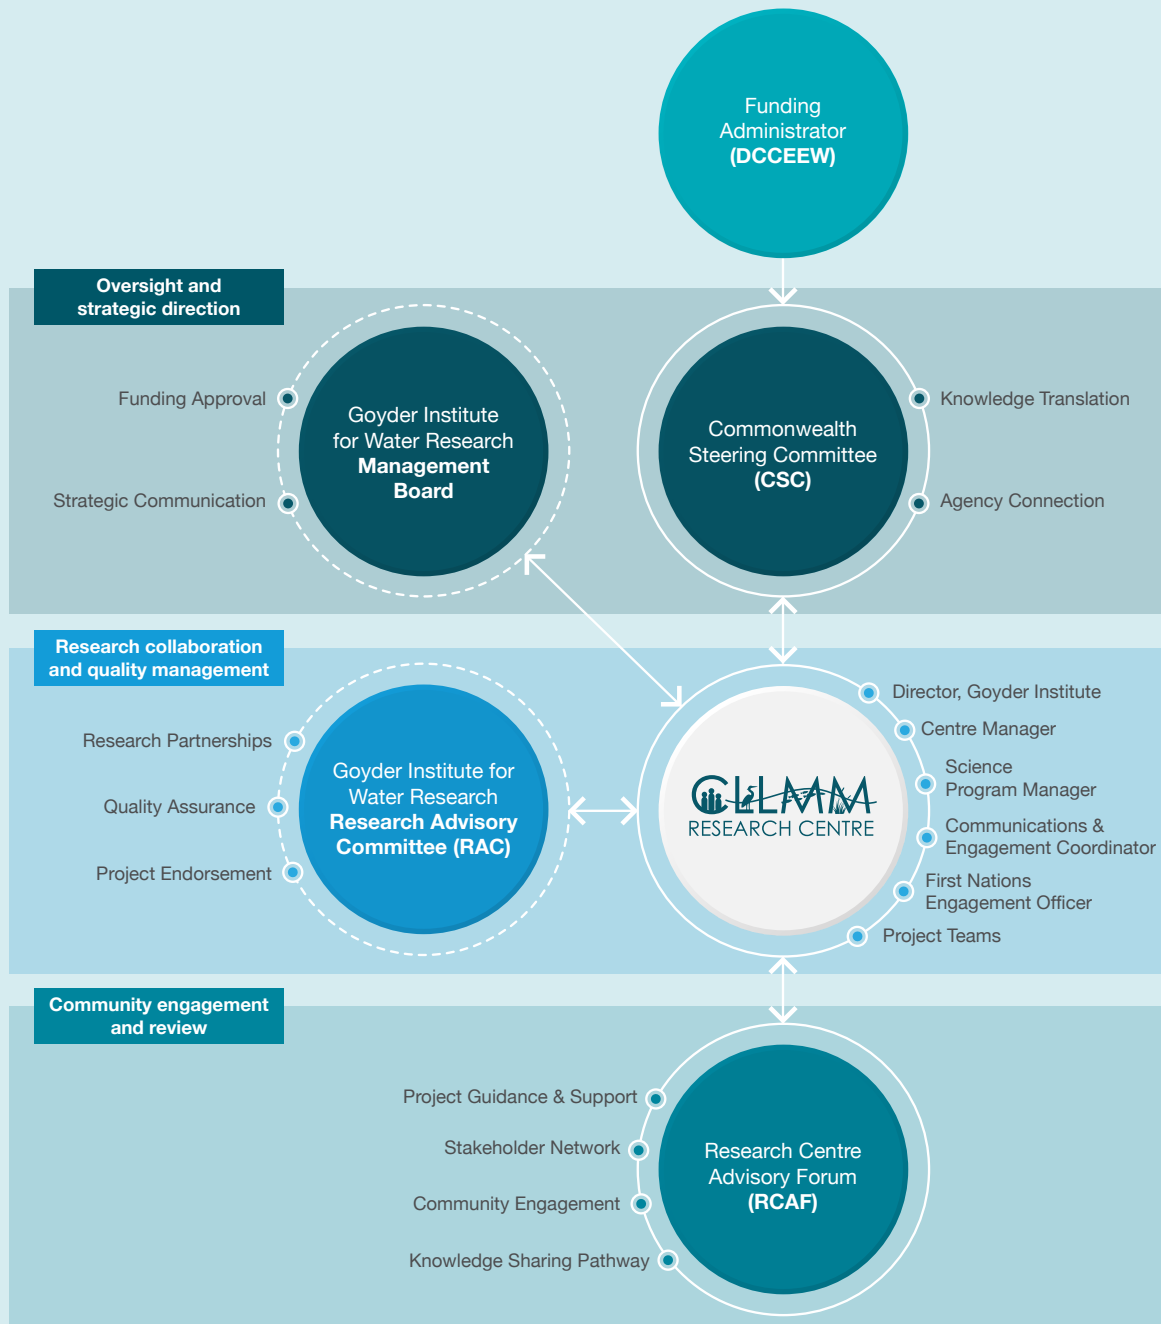 Funding
Administrator
(DCCEEW)
Oversight and
strategic direction
Funding Approval
Strategic Communication
Goyder Institute
for Water Research
Management
Board
Commonwealth
Steering Committee
(CSC)
Knowledge Translation
Agency Connection
Research collaboration
and quality management
Research Partnerships
Quality Assurance
Project Endorsement
Goyder Institute for
Water Research
Research Advisory
Committee (RAC)
CLLMM
RESEARCH CENTRE
Director, Goyder Institute
Centre Manager
Science
Program Manager
Communications &
Engagement Coordinator
First Nations
Engagement Officer
Project Teams
Community engagement
and review
Project Guidance & Support
Stakeholder Network
Community Engagement
Knowledge Sharing Pathway
Research Centre
Advisory Forum
(RCAF)